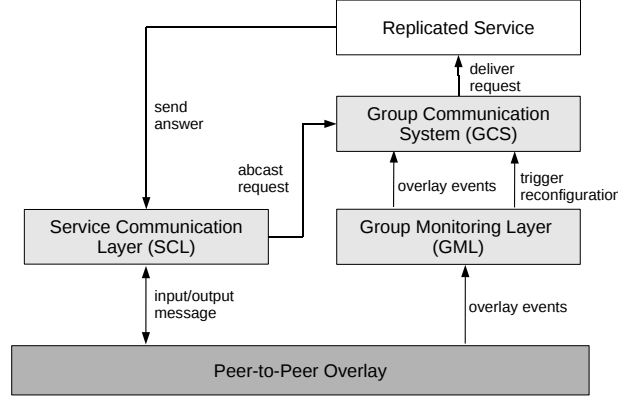 Replicated Service
deliver
request
send
answer
Group Communication
System (GCS)
abcast
request
overlay events
trigger
reconfiguration
Service Communication
Layer (SCL)
Group Monitoring Layer
(GML)
input/output
message
overlay events
Peer-to-Peer Overlay